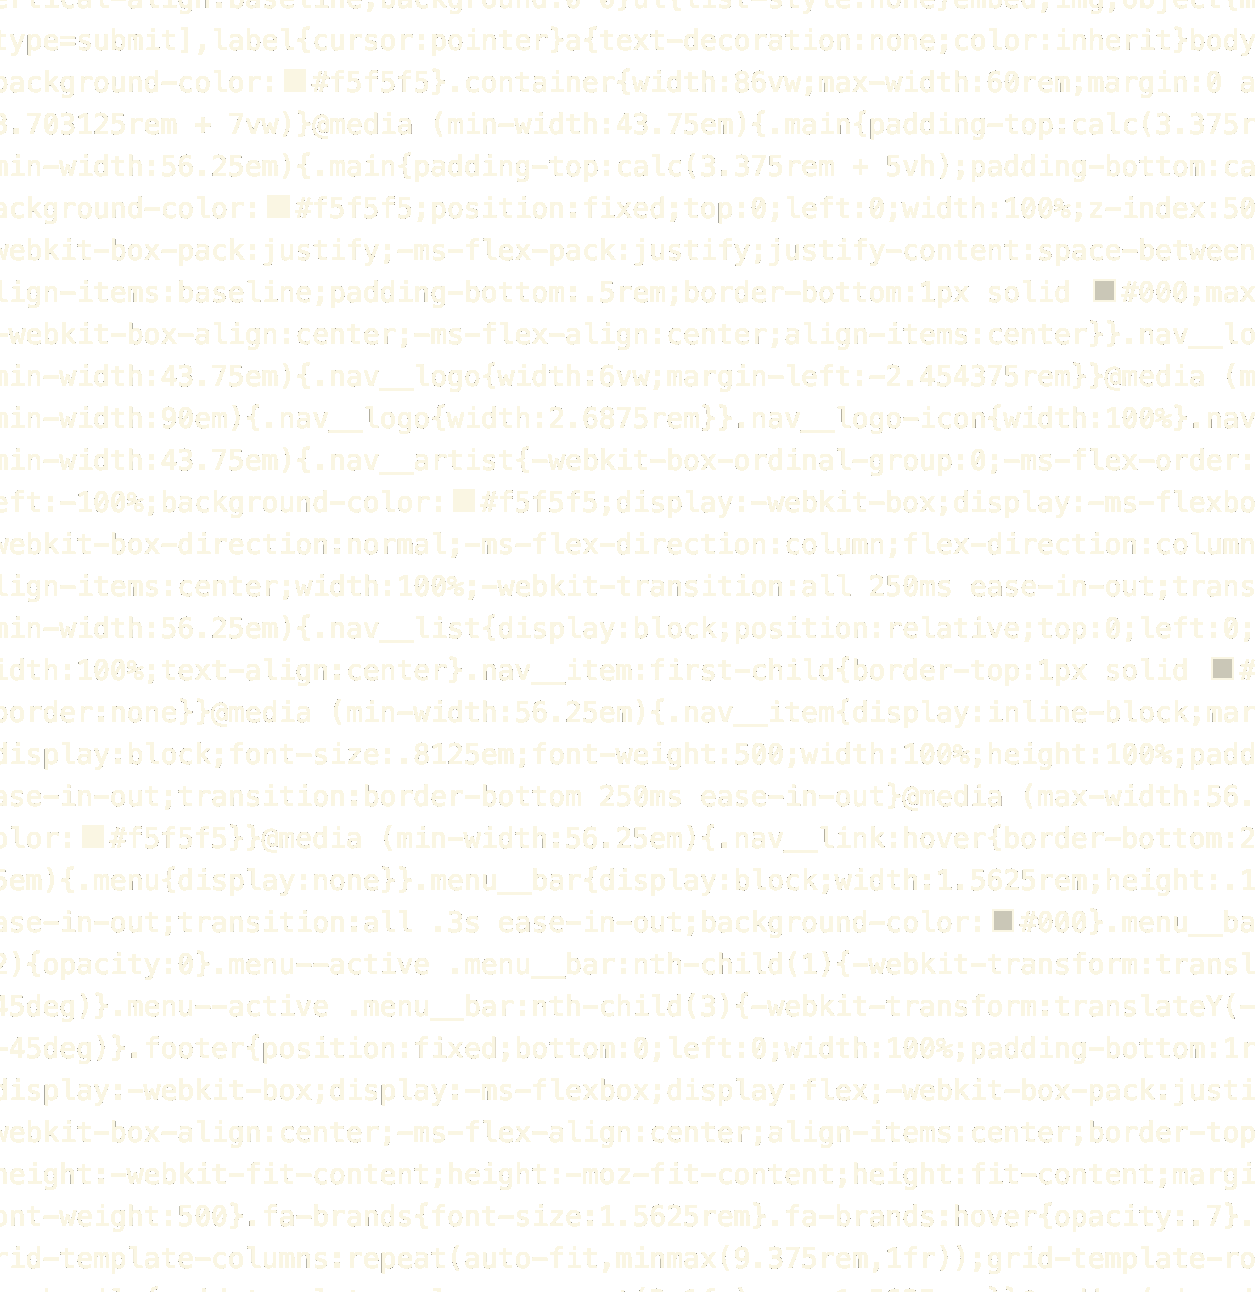 ertical-align:baseline;background:0 0}ul{list-style:none}embed,img,object{m
type=submit],label{cursor:pointer}a{text-decoration:none;color:inherit}body
background-color:#f5f5f5}.container{width:86vw;max-width:60rem;margin:0 a
3.703125rem + 7vw)}}@media (min-width:43.75em){.main{padding-top:calc(3.375r
min-width:56.25em){.main{padding-top:calc(3.375rem + 5vh);padding-bottom:ca
ackground-color:#f5f5f5;position:fixed;top:0;left:0;width:100%;z-index:50
webkit-box-pack:justify;-ms-flex-pack:justify;justify-content:space-between
lign-items:baseline;padding-bottom:.5rem;border-bottom:1px solid #000;max
-webkit-box-align:center;-ms-flex-align:center;align-items:center}}.nav__lo
min-width:43.75em){.nav__logo{width:6vw;margin-left:-2.454375rem}}@media (m
min-width:90em){.nav__logo{width:2.6875rem}}.nav__logo-icon{width:100%}.nav
min-width:43.75em){.nav__artist{-webkit-box-ordinal-group:0;-ms-flex-order:
eft:-100%;background-color:#f5f5f5;display:-webkit-box;display:-ms-flexbo
webkit-box-direction:normal;-ms-flex-direction:column;flex-direction:column
lign-items:center;width:100%;-webkit-transition:all 250ms ease-in-out;trans
min-width:56.25em){.nav__list{display:block;position:relative;top:0;left:0;
idth:100%;text-align:center}.nav__item:first-child{border-top:1px solid #
border:none}}@media (min-width:56.25em){.nav__item{display:inline-block;mar
display:block;font-size:.8125em;font-weight:500;width:100%;height:100%;padd
ase-in-out;transition:border-bottom 250ms ease-in-out}@media (max-width:56.
olor:#f5f5f5}}@media (min-width:56.25em){.nav__link:hover{border-bottom:2
5em){.menu{display:none}}.menu__bar{display:block;width:1.5625rem;height:.1
ase-in-out;transition:all .3s ease-in-out;background-color:#000}.menu__ba
2){opacity:0}.menu--active .menu__bar:nth-child(1){-webkit-transform:transl
45deg)}.menu--active .menu__bar:nth-child(3){-webkit-transform:translateY(-
-45deg)}.footer{position:fixed;bottom:0;left:0;width:100%;padding-bottom:1r
display:-webkit-box;display:-ms-flexbox;display:flex;-webkit-box-pack:justi
webkit-box-align:center;-ms-flex-align:center;align-items:center;border-top
height:-webkit-fit-content;height:-moz-fit-content;height:fit-content;margi
ont-weight:500}.fa-brands{font-size:1.5625rem}.fa-brands:hover{opacity:.7}.
rid-template-columns:repeat(auto-fit,minmax(9.375rem,1fr));grid-template-ro